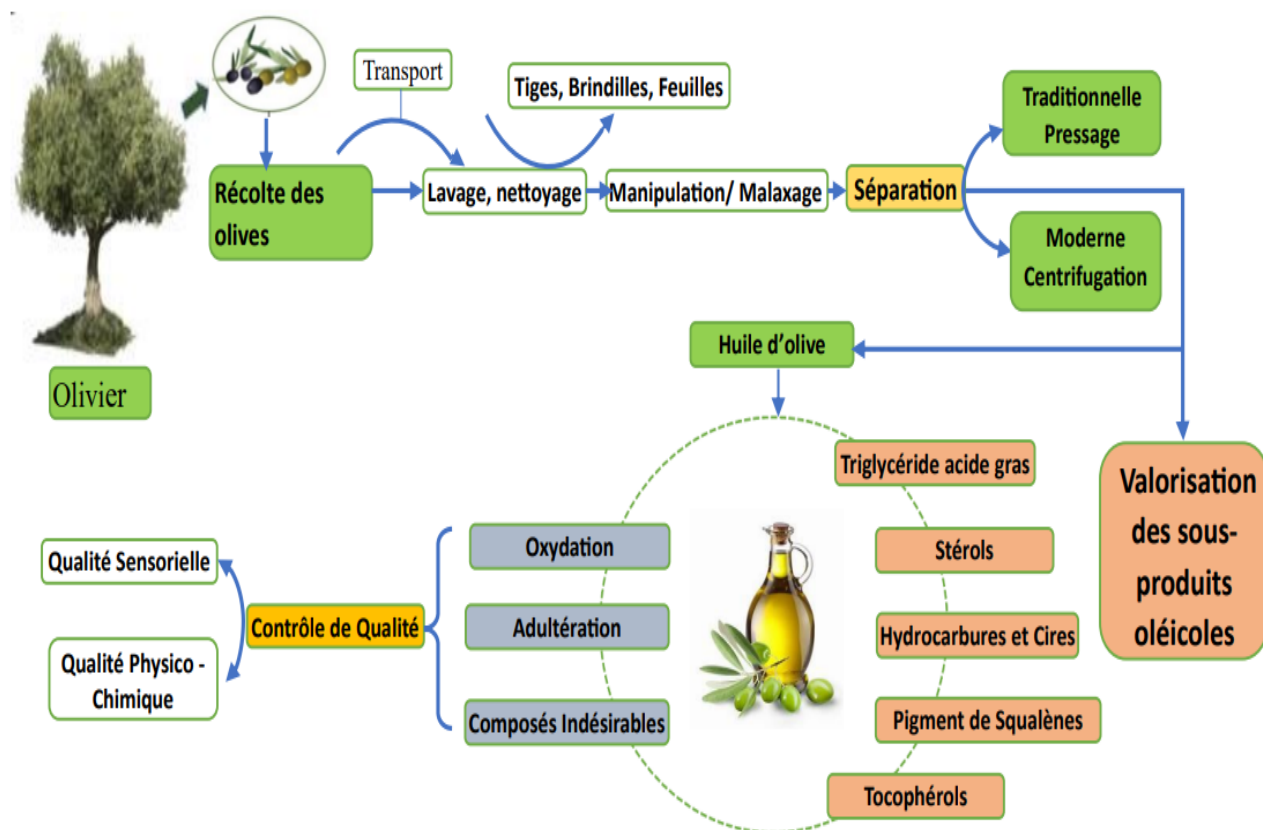 Transport
Tiges, Brindilles, Feuilles
Traditionnelle
Pressage
Récolte des
olives
Lavage, nettoyage
Manipulation/ Malaxage
Séparation
Moderne
Centrifugation
Huile d’olive
Olivier
Triglycéride acide gras
Valorisation
des sous-
produits
oléicoles
Oxydation
Stérols
Qualité Sensorielle
Contrôle de Qualité
Adultération
Hydrocarbures et Cires
Qualité Physico -
Chimique
Composés Indésirables
Pigment de Squalènes
Tocophérols